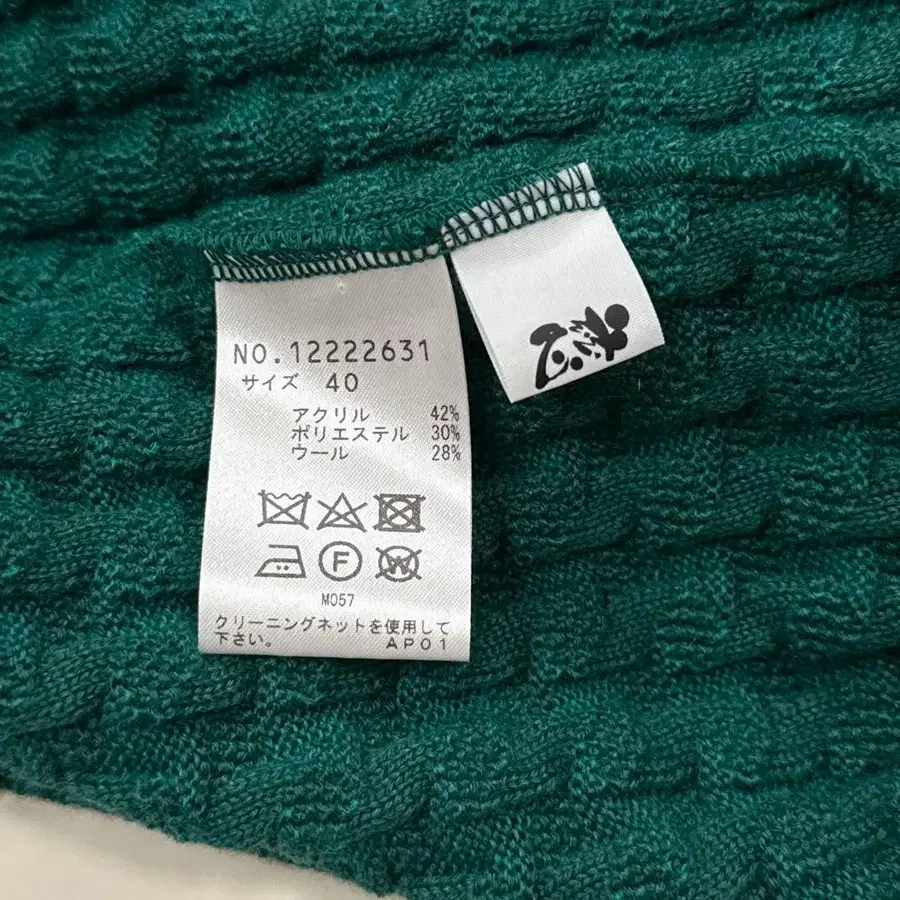 NO.12222631
サイズ 40
アクリル 42%
ポリエステル 30%
ウール 28%
F
W
M057
クリーニングネットを使用して
下さい。 AP01